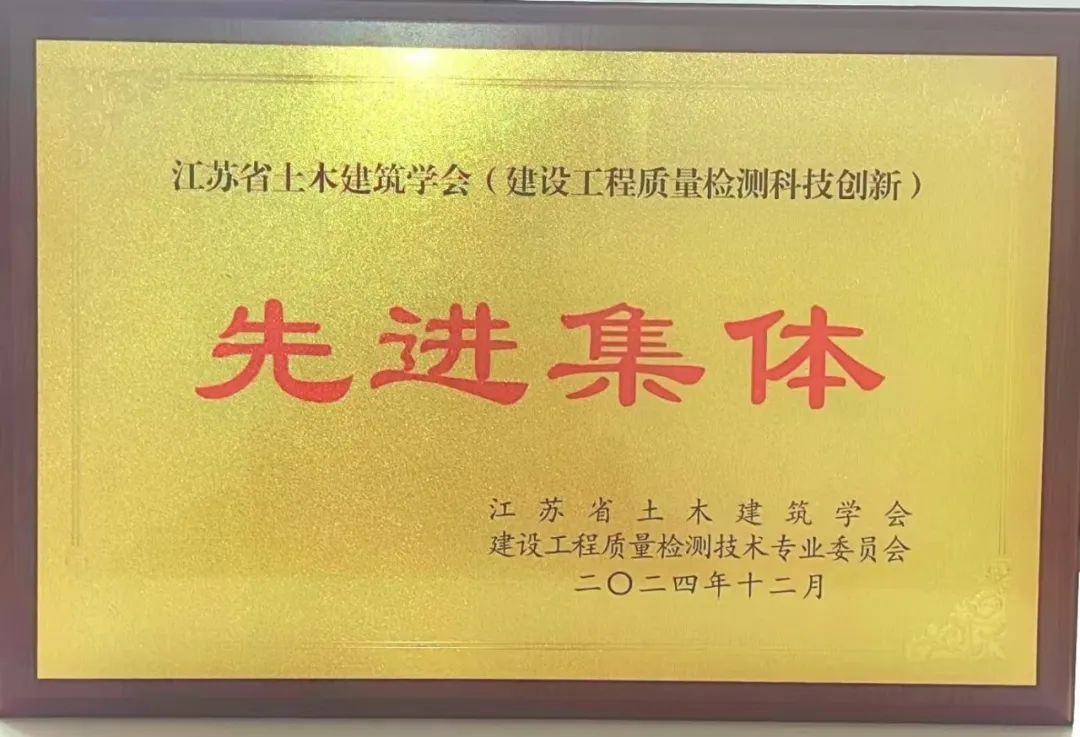 江苏省土木建筑学会（建设工程质量检测科技创新）
先进集体
江苏省土木建筑学会
建设工程质量检测技术专业委员会
二〇二四年十二月